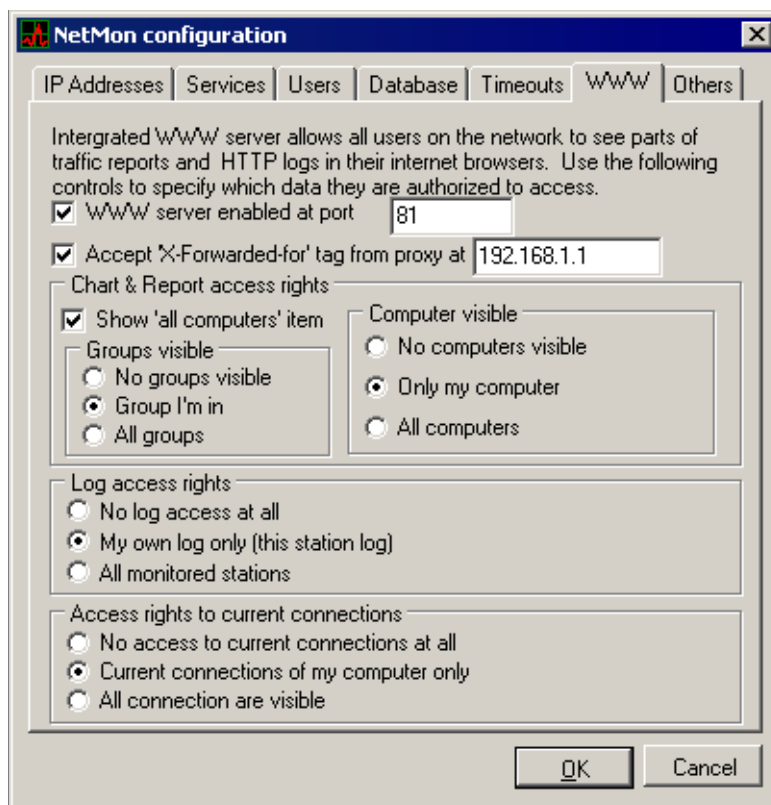 NetMon configuration
IP Addresses Services Users Database Timeouts WWW Others
Intergrated WWW server allows all users on the network to see parts of
traffic reports and HTTP logs in their internet browsers. Use the following
controls to specify which data they are authorized to access.
WWW server enabled at port 81
Accept 'X-Forwarded-for' tag from proxy at 192.168.1.1
Chart & Report access rights
Show 'all computers' item
Groups visible
No groups visible
Group I'm in
All groups
Computer visible
No computers visible
Only my computer
All computers
Log access rights
No log access at all
My own log only (this station log)
All monitored stations
Access rights to current connections
No access to current connections at all
Current connections of my computer only
All connection are visible
OK Cancel